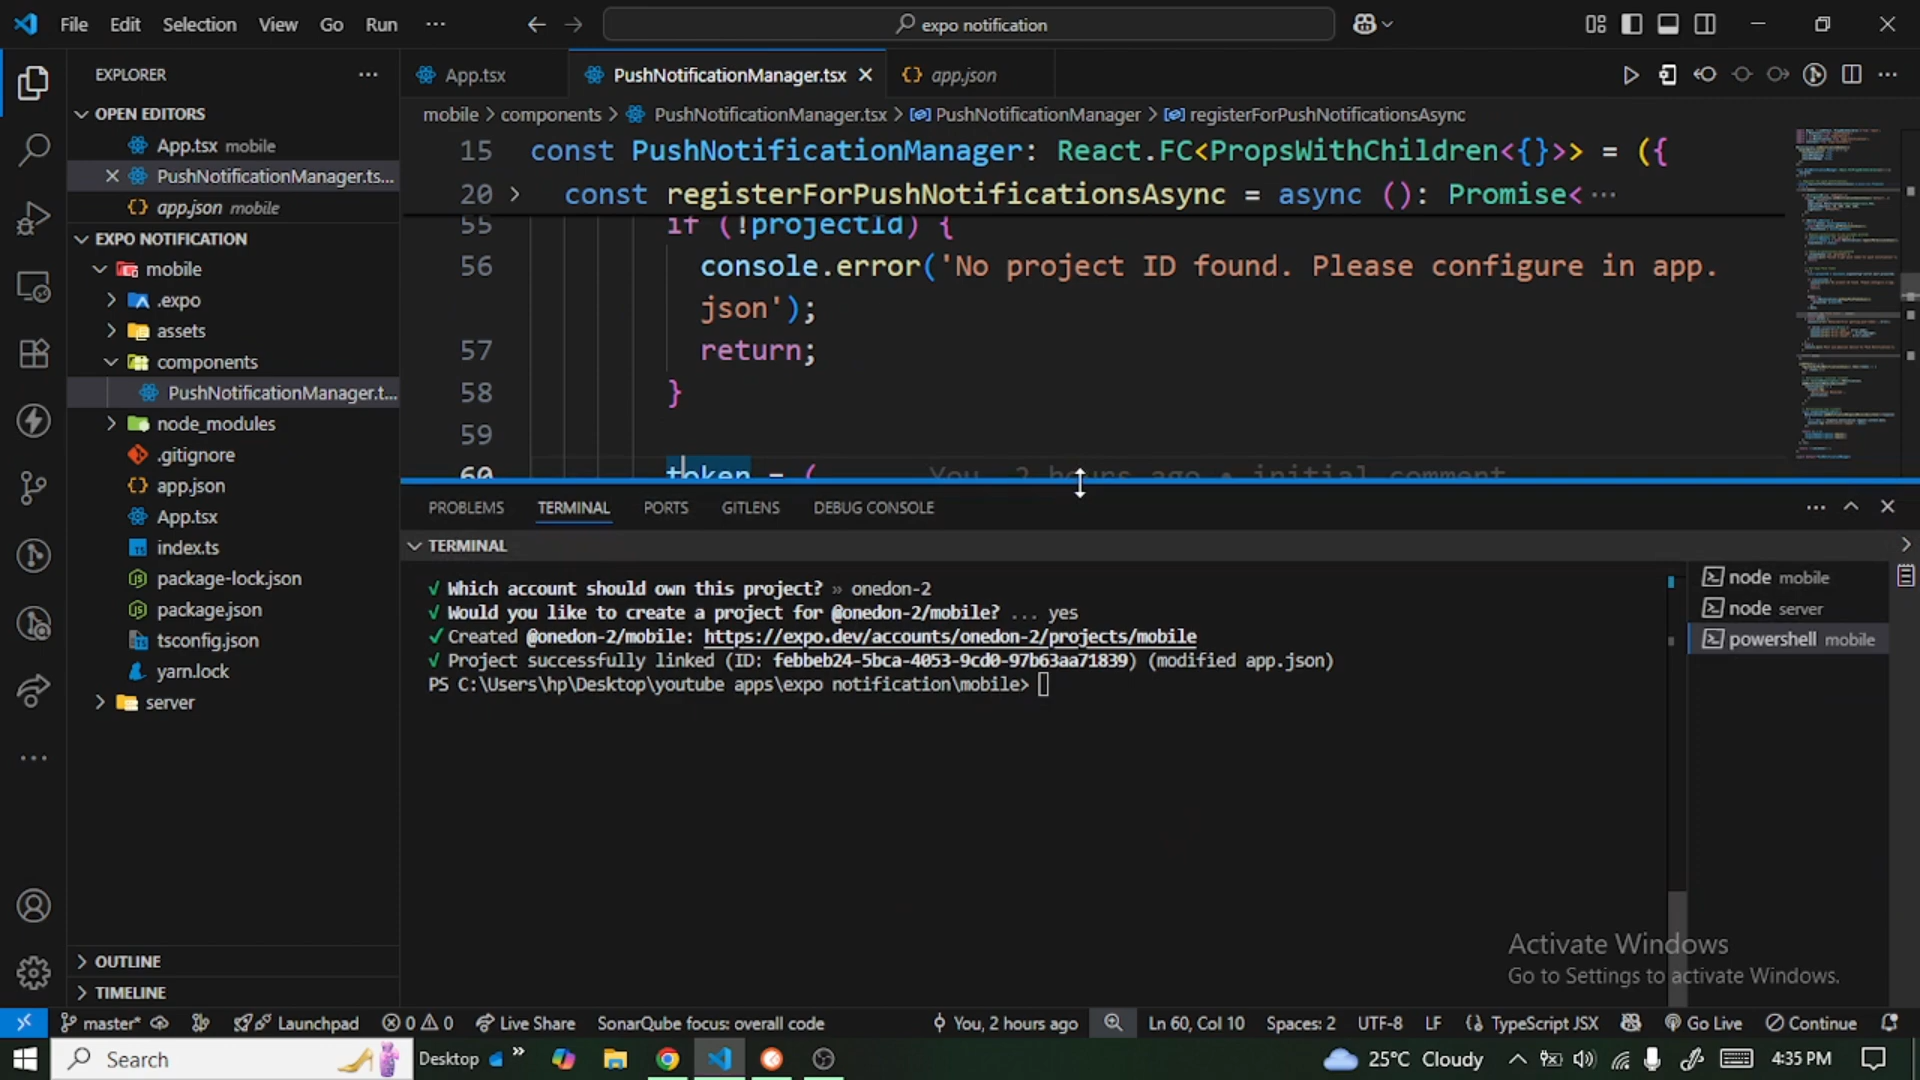 File Edit Selection View Go Run ··· expo notification
EXPLORER
App.tsx PushNotificationManager.tsx app.json
OPEN EDITORS
App.tsx mobile
PushNotificationManager.ts...
app.json mobile
EXPO NOTIFICATION
mobile
.expo
assets
components
PushNotificationManager.t...
node_modules
.gitignore
app.json
App.tsx
index.ts
package-lock.json
package.json
tsconfig.json
yarn.lock
server
OUTLINE
TIMELINE
mobile > components > PushNotificationManager.tsx > PushNotificationManager > registerForPushNotificationsAsync
15 const PushNotificationManager: React.FC<PropsWithChildren<{}>> = ({
20 const registerForPushNotificationsAsync = async (): Promise<···
55 if (!projectId) {
56 console.error('No project ID found. Please configure in app.
json');
57 return;
58 }
59
60 token = ( You, 2 hours ago • initial comment
PROBLEMS TERMINAL PORTS GITLENS DEBUG CONSOLE
TERMINAL
√ Which account should own this project? » onedon-2
√ Would you like to create a project for @onedon-2/mobile? ... yes
✓ Created @onedon-2/mobile: https://expo.dev/accounts/onedon-2/projects/mobile
√ Project successfully linked (ID: febbeb24-5bca-4053-9cd0-97b63aa71839) (modified app.json)
PS C:\Users\hp\Desktop\youtube apps\expo notification\mobile>
node mobile
node server
powershell mobile
Activate Windows
Go to Settings to activate Windows.
master* Launchpad 0 0 Live Share SonarQube focus: overall code You, 2 hours ago Ln 60, Col 10 Spaces: 2 UTF-8 LF TypeScript JSX Go Live Continue
Search Desktop 25°C Cloudy 4:35 PM